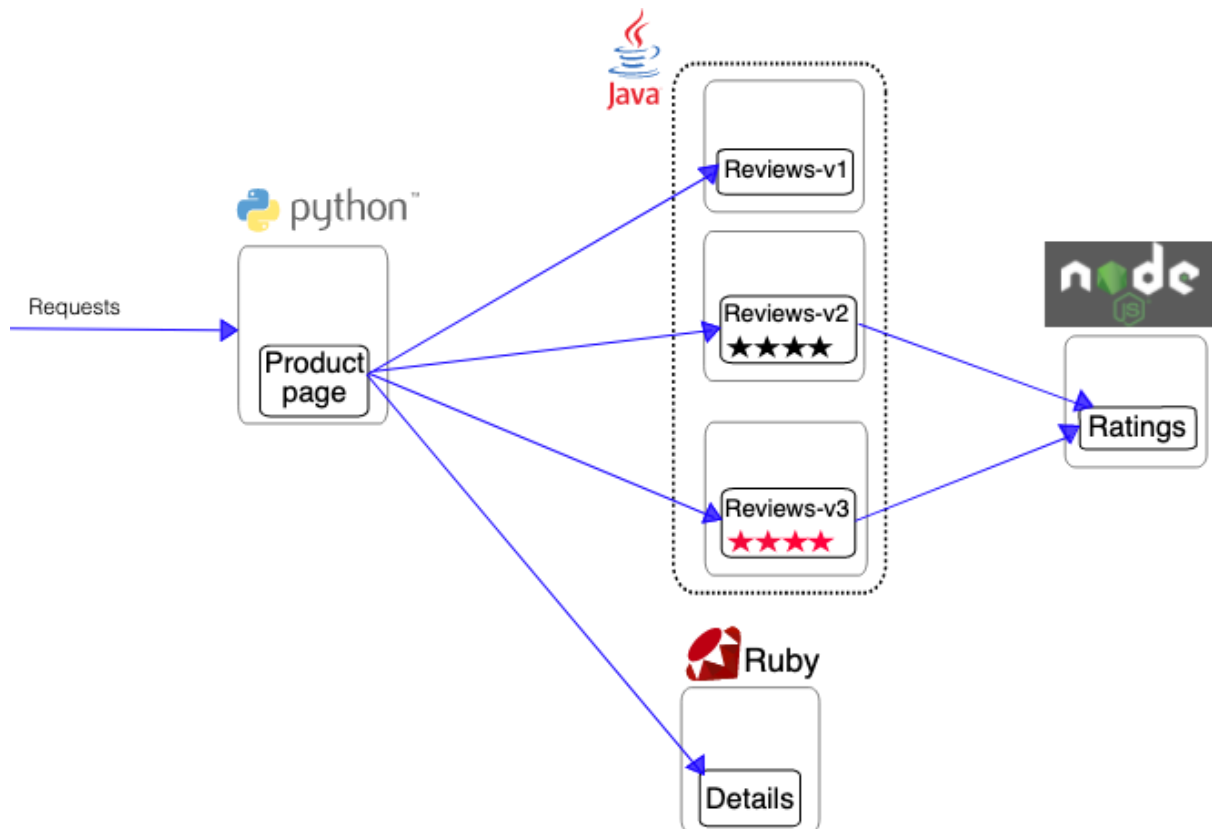 Java
Reviews-v1
python™
Requests
Product
page
Reviews-v2
Reviews-v3
node
JS
Ratings
Ruby
Details